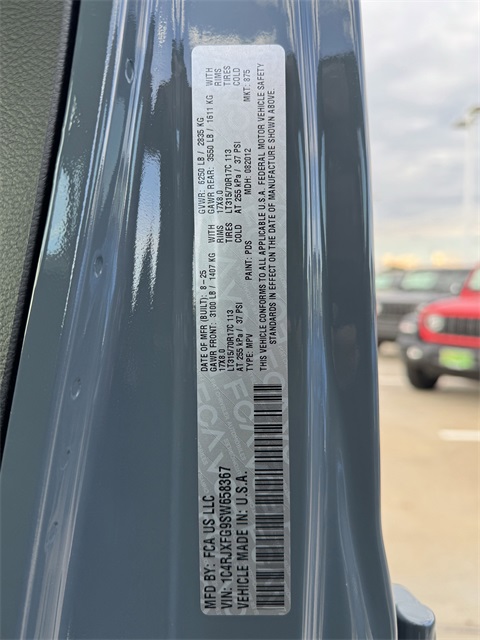 MFD BY: FCA US LLC
DATE OF MFR (BUILT): 8-25
GVWR: 6250 LB / 2835 KG
GAWR FRONT: 3100 LB / 1407 KG WITH
GAWR REAR: 3550 LB / 1611 KG WITH
17X8.0 RIMS
17X8.0 RIMS
LT315/70R17C 113 TIRES
LT315/70R17C 113 TIRES
AT 255 kPa / 37 PSI COLD
AT 255 kPa / 37 PSI COLD
VIN: 1C4RJXFG9SW658367
TYPE: MPV
PAINT: PDS
MDH: 082012
MKT: 875
VEHICLE MADE IN: U.S.A.
THIS VEHICLE CONFORMS TO ALL APPLICABLE U.S.A. FEDERAL MOTOR VEHICLE SAFETY
STANDARDS IN EFFECT ON THE DATE OF MANUFACTURE SHOWN ABOVE.